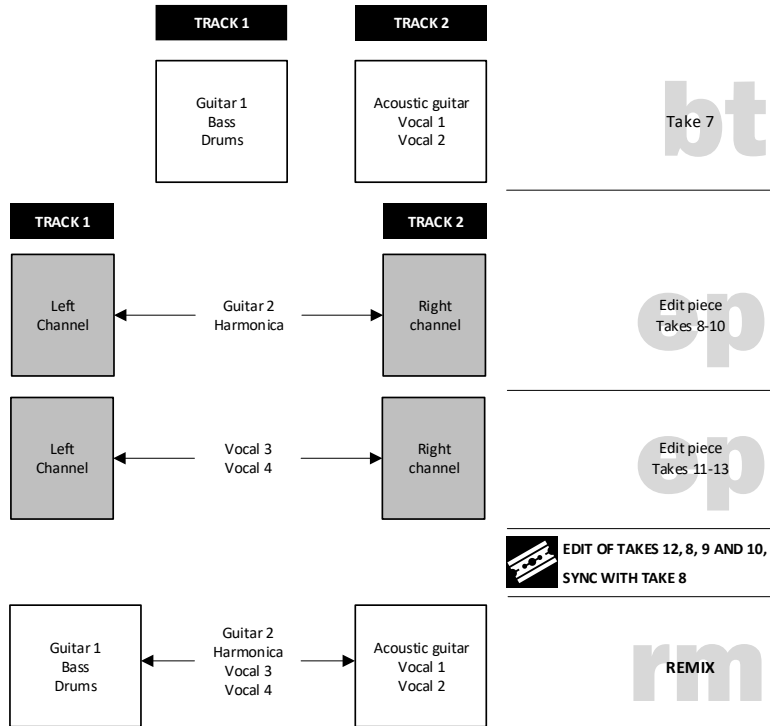 TRACK 1
TRACK 2
Guitar 1
Bass
Drums
Acoustic guitar
Vocal 1
Vocal 2
bt
Take 7
TRACK 1
TRACK 2
Left
Channel
Guitar 2
Harmonica
Right
channel
ep
Edit piece
Takes 8-10
Left
Channel
Vocal 3
Vocal 4
Right
channel
ep
Edit piece
Takes 11-13
EDIT OF TAKES 12, 8, 9 AND 10,
SYNC WITH TAKE 8
Guitar 1
Bass
Drums
Guitar 2
Harmonica
Vocal 3
Vocal 4
Acoustic guitar
Vocal 1
Vocal 2
rm
REMIX